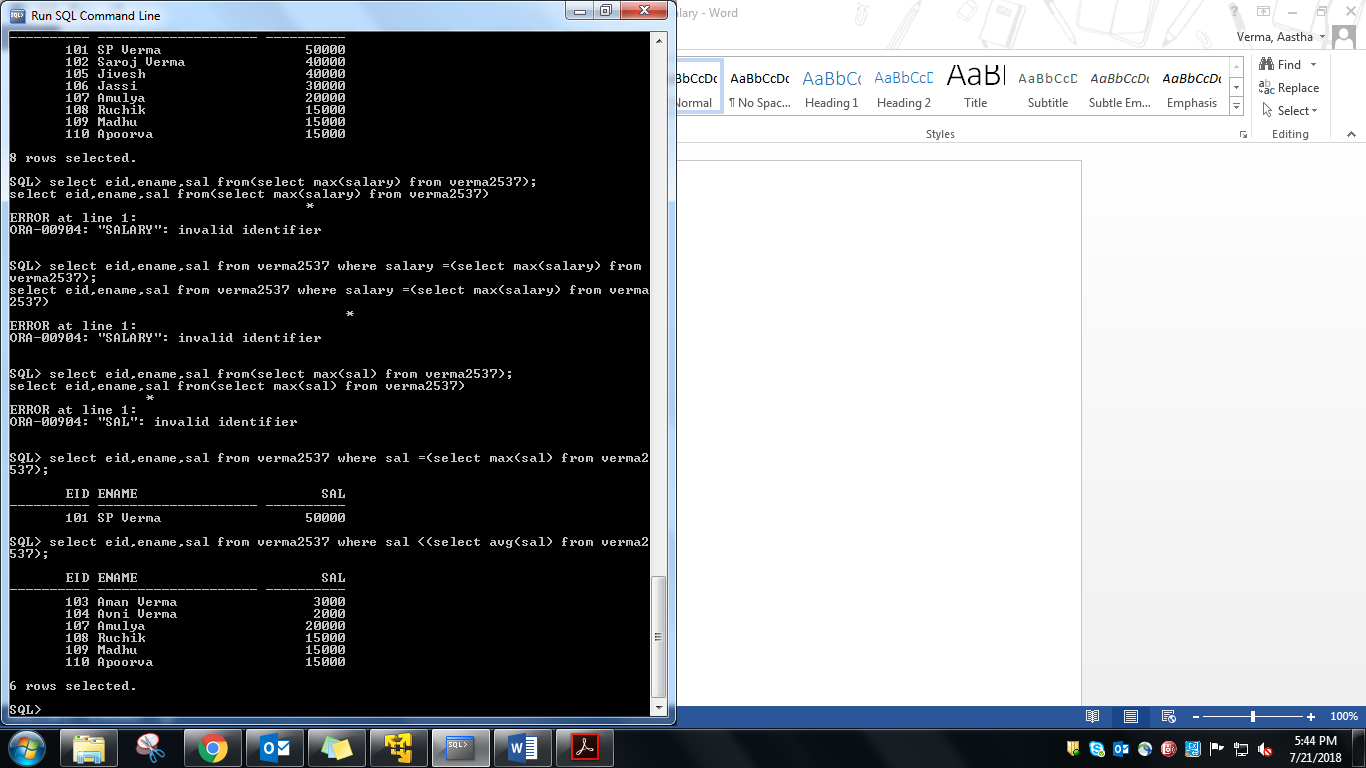 Run SQL Command Line
---------- -------------------- ----------
101 SP Verma 50000
102 Saroj Verma 40000
105 Jivesh 40000
106 Jassi 30000
107 Amulya 20000
108 Ruchik 15000
109 Madhu 15000
110 Apoorva 15000
8 rows selected.
SQL> select eid,ename,sal from(select max(salary) from verma2537);
select eid,ename,sal from(select max(salary) from verma2537)
*
ERROR at line 1:
ORA-00904: "SALARY": invalid identifier
SQL> select eid,ename,sal from verma2537 where salary =(select max(salary) from
verma2537);
select eid,ename,sal from verma2537 where salary =(select max(salary) from verma
2537)
*
ERROR at line 1:
ORA-00904: "SALARY": invalid identifier
SQL> select eid,ename,sal from(select max(sal) from verma2537);
select eid,ename,sal from(select max(sal) from verma2537)
*
ERROR at line 1:
ORA-00904: "SAL": invalid identifier
SQL> select eid,ename,sal from verma2537 where sal =(select max(sal) from verma2
537);
EID ENAME SAL
---------- -------------------- ----------
101 SP Verma 50000
SQL> select eid,ename,sal from verma2537 where sal <(select avg(sal) from verma2
537);
EID ENAME SAL
---------- -------------------- ----------
103 Aman Verma 3000
104 Avni Verma 2000
107 Amulya 20000
108 Ruchik 15000
109 Madhu 15000
110 Apoorva 15000
6 rows selected.
SQL>
alary - Word
Verma, Aastha
BbCcDc AaBbCcDc AaBbCc AaBbCcD AaBl AaBbCcD AaBbCcDc AaBbCcDc
Normal ¶ No Spac... Heading 1 Heading 2 Title Subtitle Subtle Em... Emphasis
Styles
Find
Replace
Select
Editing
100%
SQL>
5:44 PM
7/21/2018